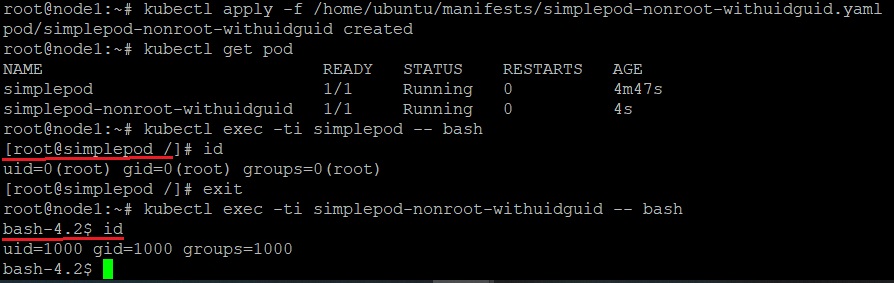 root@node1:~# kubectl apply -f /home/ubuntu/manifests/simplepod-nonroot-withuidguid.yaml
pod/simplepod-nonroot-withuidguid created
root@node1:~# kubectl get pod
NAME                            READY   STATUS    RESTARTS   AGE
simplepod                       1/1     Running   0          4m47s
simplepod-nonroot-withuidguid   1/1     Running   0          4s
root@node1:~# kubectl exec -ti simplepod -- bash
[root@simplepod /]# id
uid=0(root) gid=0(root) groups=0(root)
[root@simplepod /]# exit
root@node1:~# kubectl exec -ti simplepod-nonroot-withuidguid -- bash
bash-4.2$ id
uid=1000 gid=1000 groups=1000
bash-4.2$